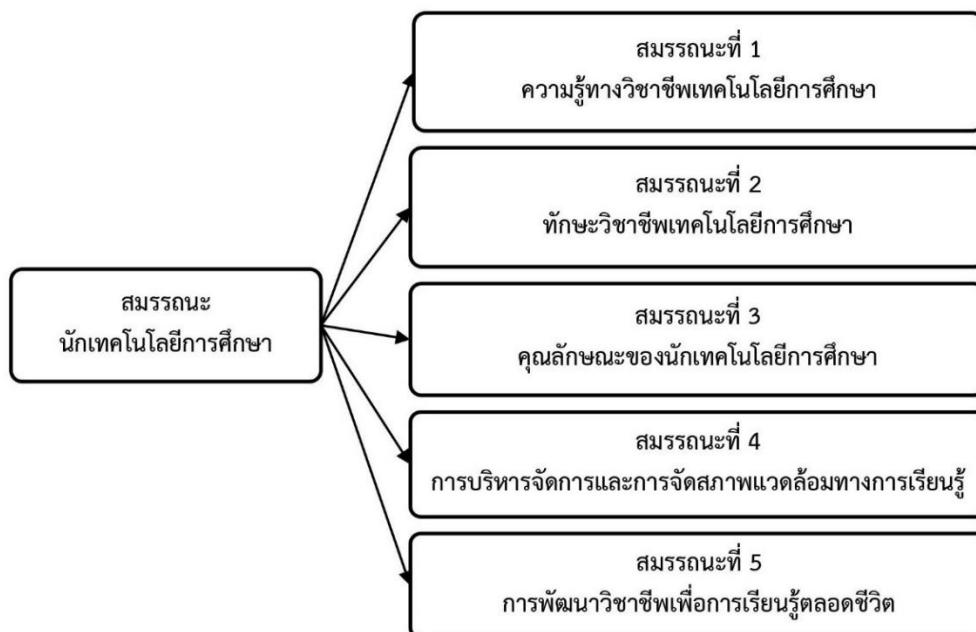 สมรรถนะ
นักเทคโนโลยีการศึกษา
สมรรถนะที่ 1
ความรู้ทางวิชาชีพเทคโนโลยีการศึกษา
สมรรถนะที่ 2
ทักษะวิชาชีพเทคโนโลยีการศึกษา
สมรรถนะที่ 3
คุณลักษณะของนักเทคโนโลยีการศึกษา
สมรรถนะที่ 4
การบริหารจัดการและการจัดสภาพแวดล้อมทางการเรียนรู้
สมรรถนะที่ 5
การพัฒนาวิชาชีพเพื่อการเรียนรู้ตลอดชีวิต